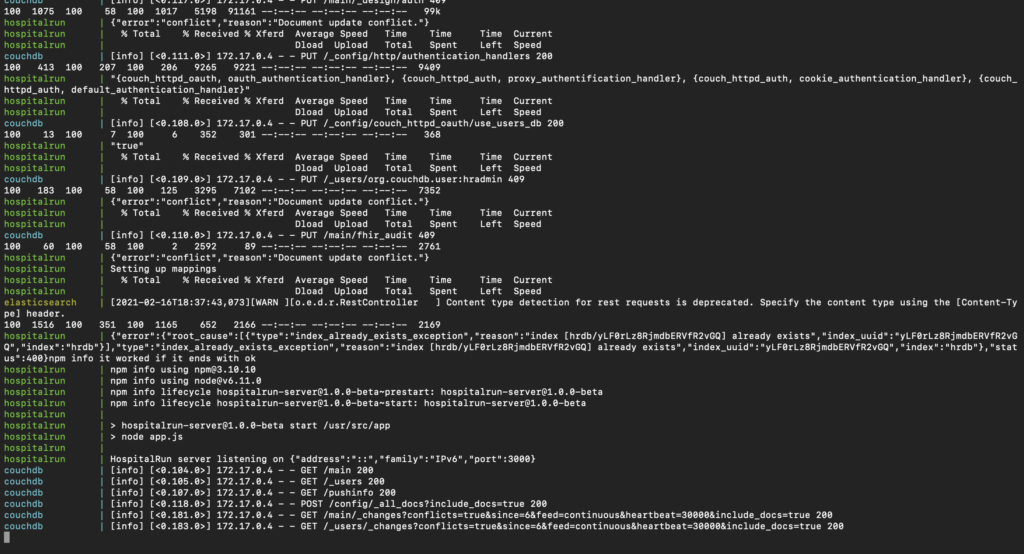 couchdb | [info] [<0.117.0>] 172.17.0.4 - - PUT /main/_design/auth 409
100 1075 100 58 100 1017 5198 91161 --:--:-- --:--:-- --:--:-- 99k
hospitalrun | {"error":"conflict","reason":"Document update conflict."}
hospitalrun | % Total % Received % Xferd Average Speed Time Time Time Current
hospitalrun | Dload Upload Total Spent Left Speed
couchdb | [info] [<0.111.0>] 172.17.0.4 - - PUT /_config/http/authentication_handlers 200
100 413 100 207 100 206 9265 9221 --:--:-- --:--:-- --:--:-- 9409
hospitalrun | "{couch_httpd_oauth, oauth_authentication_handler}, {couch_httpd_auth, proxy_authentification_handler}, {couch_httpd_auth, cookie_authentication_handler}, {couch_
httpd_auth, default_authentication_handler}"
hospitalrun | % Total % Received % Xferd Average Speed Time Time Time Current
hospitalrun | Dload Upload Total Spent Left Speed
couchdb | [info] [<0.108.0>] 172.17.0.4 - - PUT /_config/couch_httpd_oauth/use_users_db 200
100 13 100 7 100 6 352 301 --:--:-- --:--:-- --:--:-- 368
hospitalrun | "true"
hospitalrun | % Total % Received % Xferd Average Speed Time Time Time Current
hospitalrun | Dload Upload Total Spent Left Speed
couchdb | [info] [<0.109.0>] 172.17.0.4 - - PUT /_users/org.couchdb.user:hradmin 409
100 183 100 58 100 125 3295 7102 --:--:-- --:--:-- --:--:-- 7352
hospitalrun | {"error":"conflict","reason":"Document update conflict."}
hospitalrun | % Total % Received % Xferd Average Speed Time Time Time Current
hospitalrun | Dload Upload Total Spent Left Speed
couchdb | [info] [<0.110.0>] 172.17.0.4 - - PUT /main/fhir_audit 409
100 60 100 58 100 2 2592 89 --:--:-- --:--:-- --:--:-- 2761
hospitalrun | {"error":"conflict","reason":"Document update conflict."}
hospitalrun | Setting up mappings
hospitalrun | % Total % Received % Xferd Average Speed Time Time Time Current
hospitalrun | Dload Upload Total Spent Left Speed
elasticsearch | [2021-02-16T18:37:43,073][WARN ][o.e.d.r.RestController ] Content type detection for rest requests is deprecated. Specify the content type using the [Content-Ty
pe] header.
100 1516 100 351 100 1165 652 2166 --:--:-- --:--:-- --:--:-- 2169
hospitalrun | {"error":{"root_cause":[{"type":"index_already_exists_exception","reason":"index [hrdb/yLF0rLz8RjmdbERVfR2vGQ] already exists","index_uuid":"yLF0rLz8RjmdbERVfR2vG
Q","index":"hrdb"}],"type":"index_already_exists_exception","reason":"index [hrdb/yLF0rLz8RjmdbERVfR2vGQ] already exists","index_uuid":"yLF0rLz8RjmdbERVfR2vGQ","index":"hrdb"},"stat
us":400}npm info it worked if it ends with ok
hospitalrun | npm info using npm@3.10.10
hospitalrun | npm info using node@v6.11.0
hospitalrun | npm info lifecycle hospitalrun-server@1.0.0-beta~prestart: hospitalrun-server@1.0.0-beta
hospitalrun | npm info lifecycle hospitalrun-server@1.0.0-beta~start: hospitalrun-server@1.0.0-beta
hospitalrun |
hospitalrun | > hospitalrun-server@1.0.0-beta start /usr/src/app
hospitalrun | > node app.js
hospitalrun |
hospitalrun | HospitalRun server listening on {"address":"::","family":"IPv6","port":3000}
couchdb | [info] [<0.104.0>] 172.17.0.4 - - GET /main 200
couchdb | [info] [<0.105.0>] 172.17.0.4 - - GET /_users 200
couchdb | [info] [<0.107.0>] 172.17.0.4 - - GET /pushinfo 200
couchdb | [info] [<0.118.0>] 172.17.0.4 - - POST /config/_all_docs?include_docs=true 200
couchdb | [info] [<0.181.0>] 172.17.0.4 - - GET /main/_changes?conflicts=true&since=6&feed=continuous&heartbeat=30000&include_docs=true 200
couchdb | [info] [<0.183.0>] 172.17.0.4 - - GET /_users/_changes?conflicts=true&since=6&feed=continuous&heartbeat=30000&include_docs=true 200